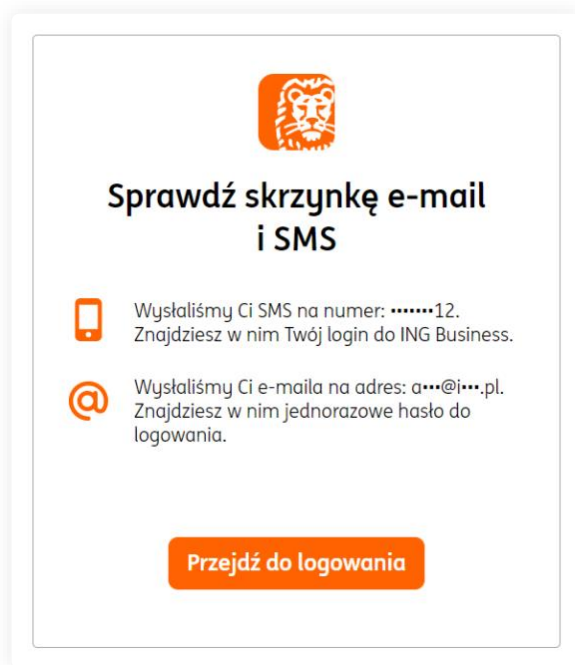 Sprawdź skrzynkę e-mail
i SMS
Wysłaliśmy Ci SMS na numer: •••••••12.
Znajdziesz w nim Twój login do ING Business.
Wysłaliśmy Ci e-maila na adres: a•••@i•••.pl.
Znajdziesz w nim jednorazowe hasło do
logowania.
Przejdź do logowania